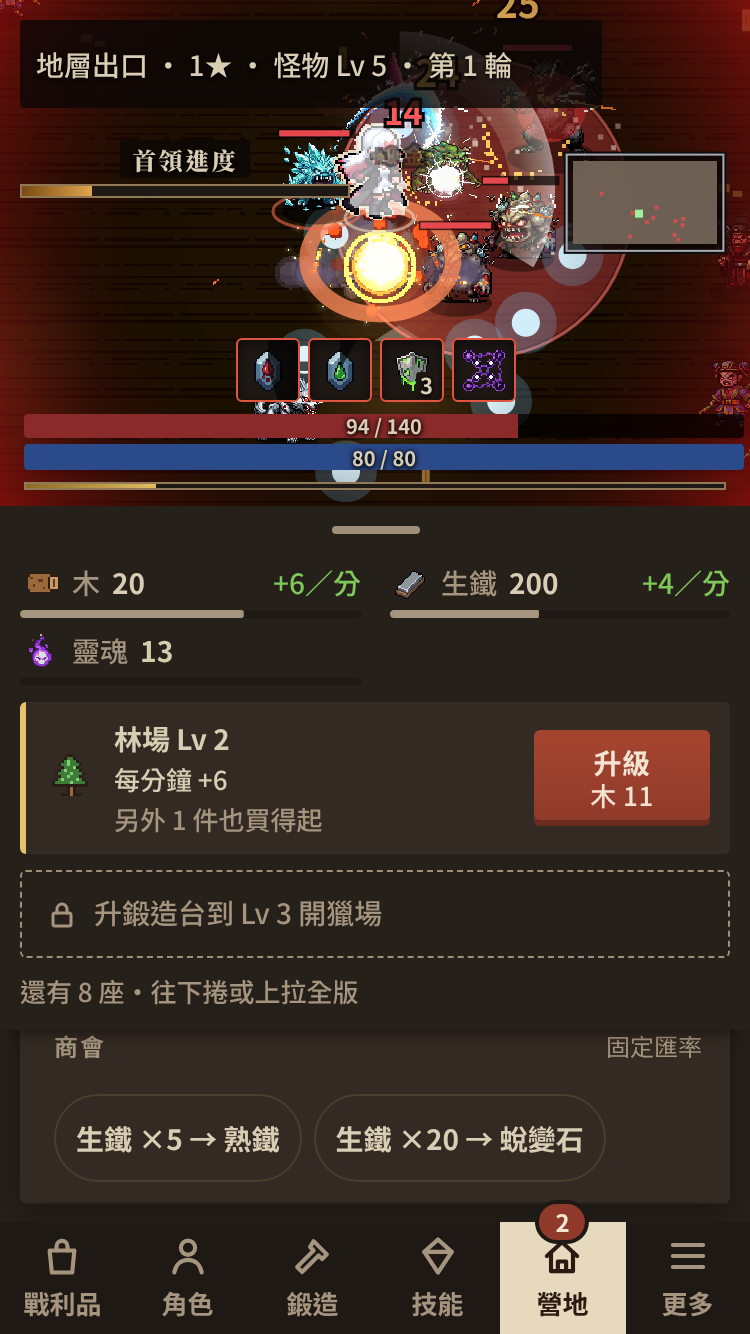 25
地層出口 · 1★ · 怪物 Lv 5 · 第 1 輪
14
首領進度
3
94 / 140
80 / 80
木 20 +6／分
生鐵 200 +4／分
靈魂 13
林場 Lv 2
每分鐘 +6
另外 1 件也買得起
升級
木 11
升鍛造台到 Lv 3 開獵場
還有 8 座・往下捲或上拉全版
商會
固定匯率
生鐵 ×5 → 熟鐵
生鐵 ×20 → 蛻變石
2
戰利品
角色
鍛造
技能
營地
更多